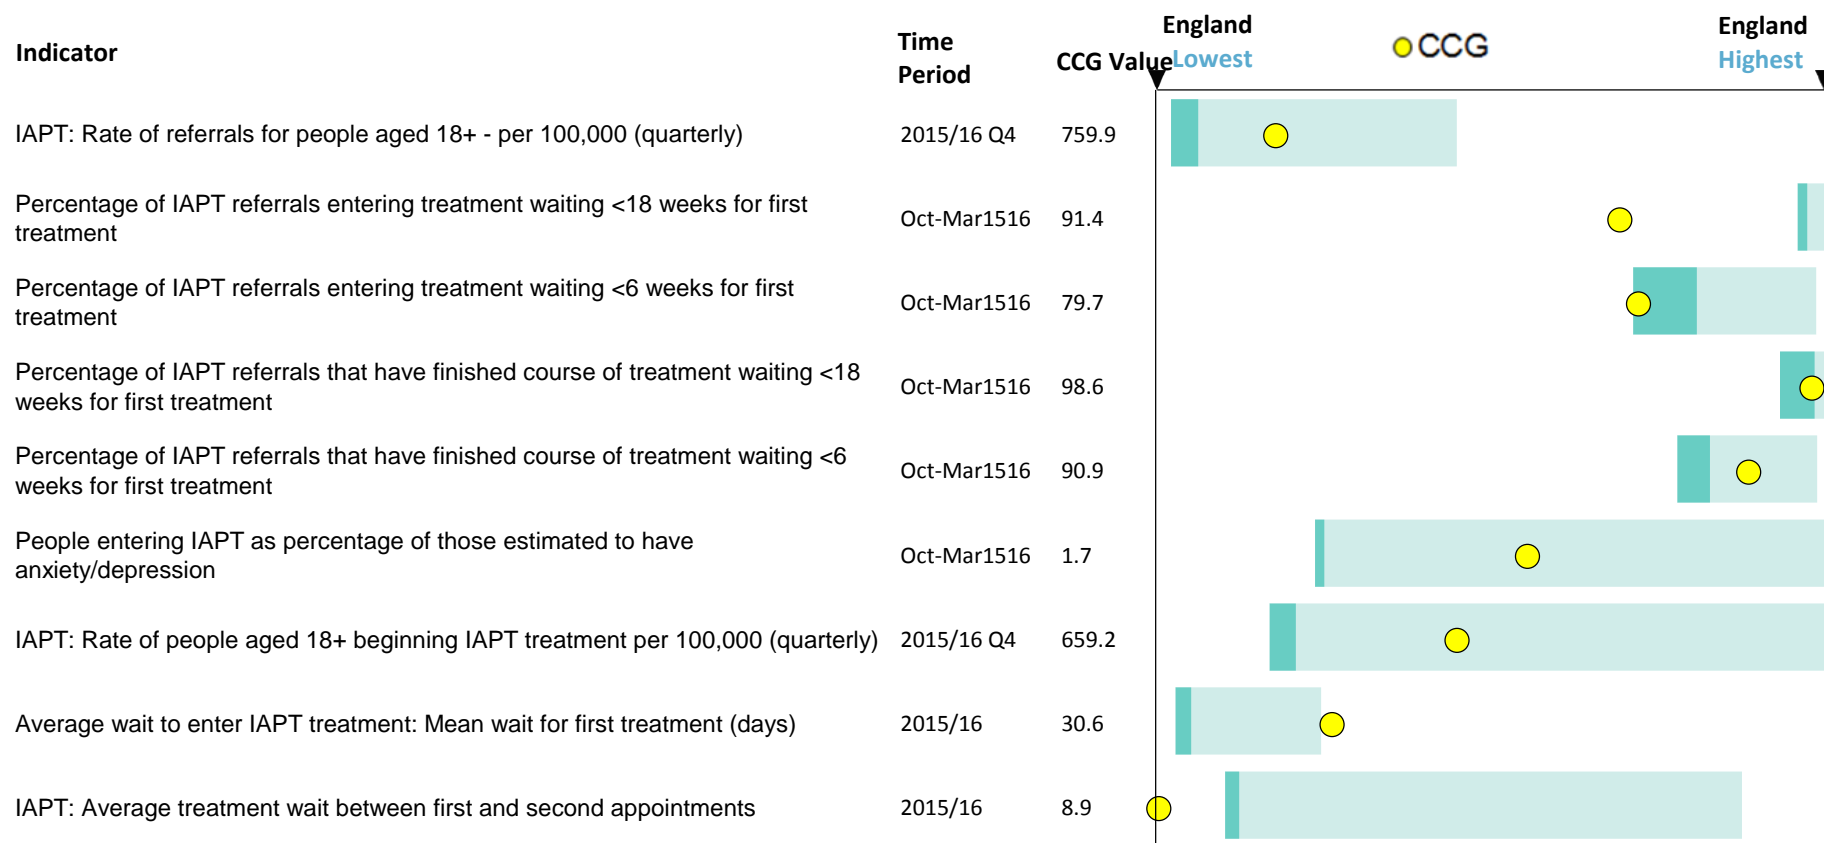 Indicator
Time
Period
CCG Value
England
Lowest
CCG
England
Highest
IAPT: Rate of referrals for people aged 18+ - per 100,000 (quarterly) 2015/16 Q4 759.9
Percentage of IAPT referrals entering treatment waiting <18 weeks for first
treatment
Oct-Mar1516 91.4
Percentage of IAPT referrals entering treatment waiting <6 weeks for first
treatment
Oct-Mar1516 79.7
Percentage of IAPT referrals that have finished course of treatment waiting <18
weeks for first treatment
Oct-Mar1516 98.6
Percentage of IAPT referrals that have finished course of treatment waiting <6
weeks for first treatment
Oct-Mar1516 90.9
People entering IAPT as percentage of those estimated to have
anxiety/depression
Oct-Mar1516 1.7
IAPT: Rate of people aged 18+ beginning IAPT treatment per 100,000 (quarterly) 2015/16 Q4 659.2
Average wait to enter IAPT treatment: Mean wait for first treatment (days) 2015/16 30.6
IAPT: Average treatment wait between first and second appointments 2015/16 8.9